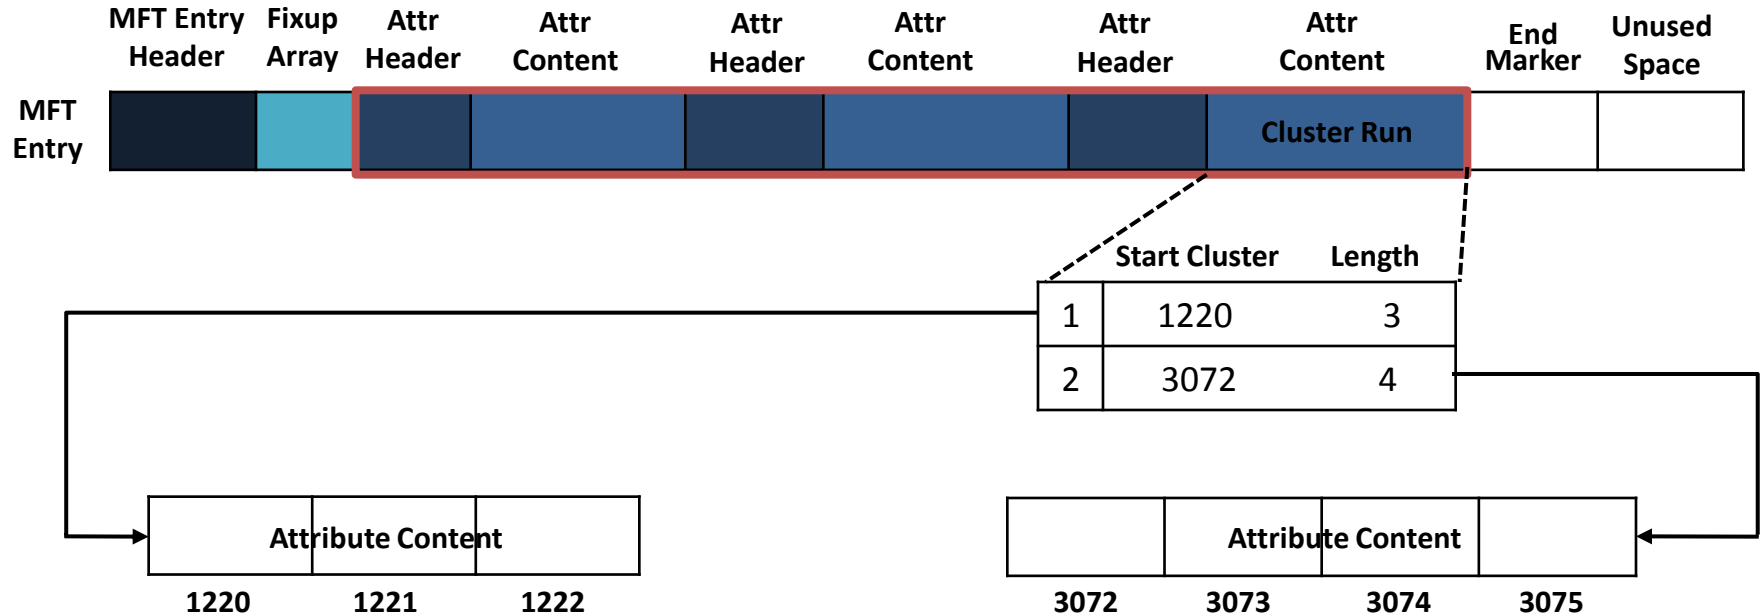 MFT Entry Header
Fixup Array
Attr Header
Attr Content
Attr Header
Attr Content
Attr Header
Attr Content
End Marker
Unused Space
MFT Entry
Cluster Run
Start Cluster Length
1 1220 3
2 3072 4
Attribute Content
1220 1221 1222
Attribute Content
3072 3073 3074 3075